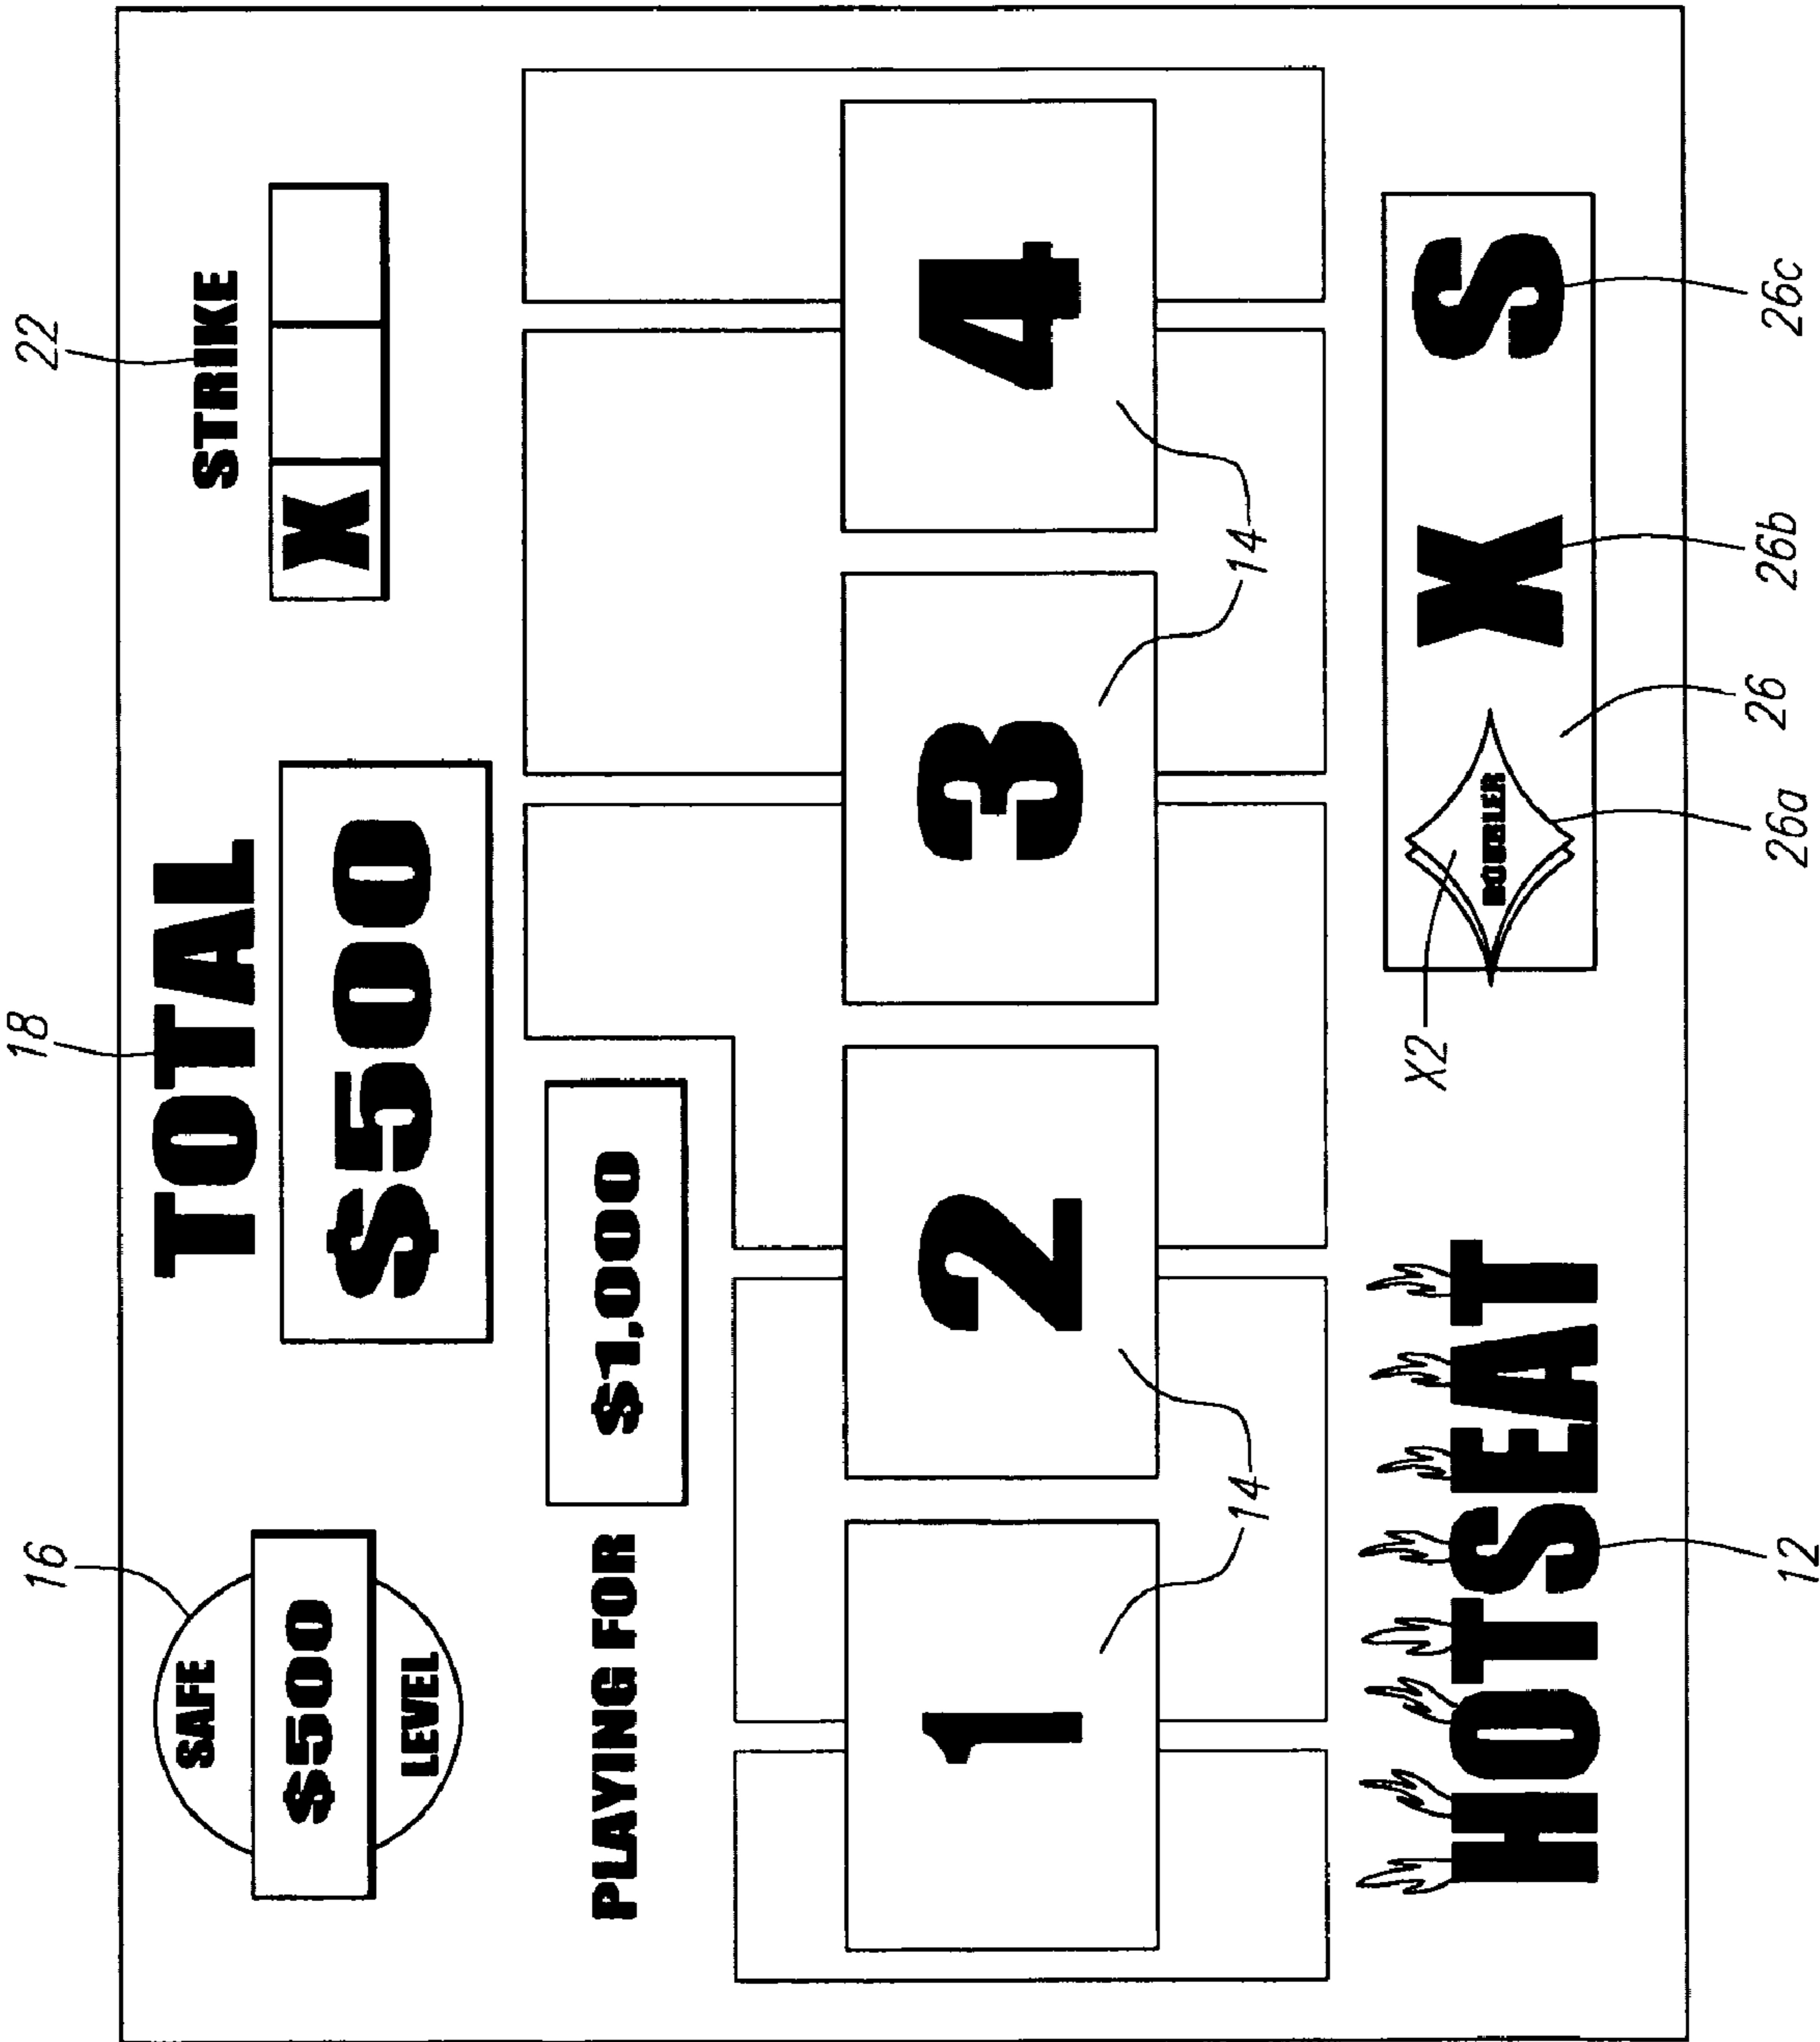 16
18
22
SAFE
$500
LEVEL
TOTAL
$500
STRIKE
X
PLAYING FOR
$1,000
1
2
3
4
14
14
HOTSEAT
X2
DOUBLER
X
S
12
26a
26
26b
26c